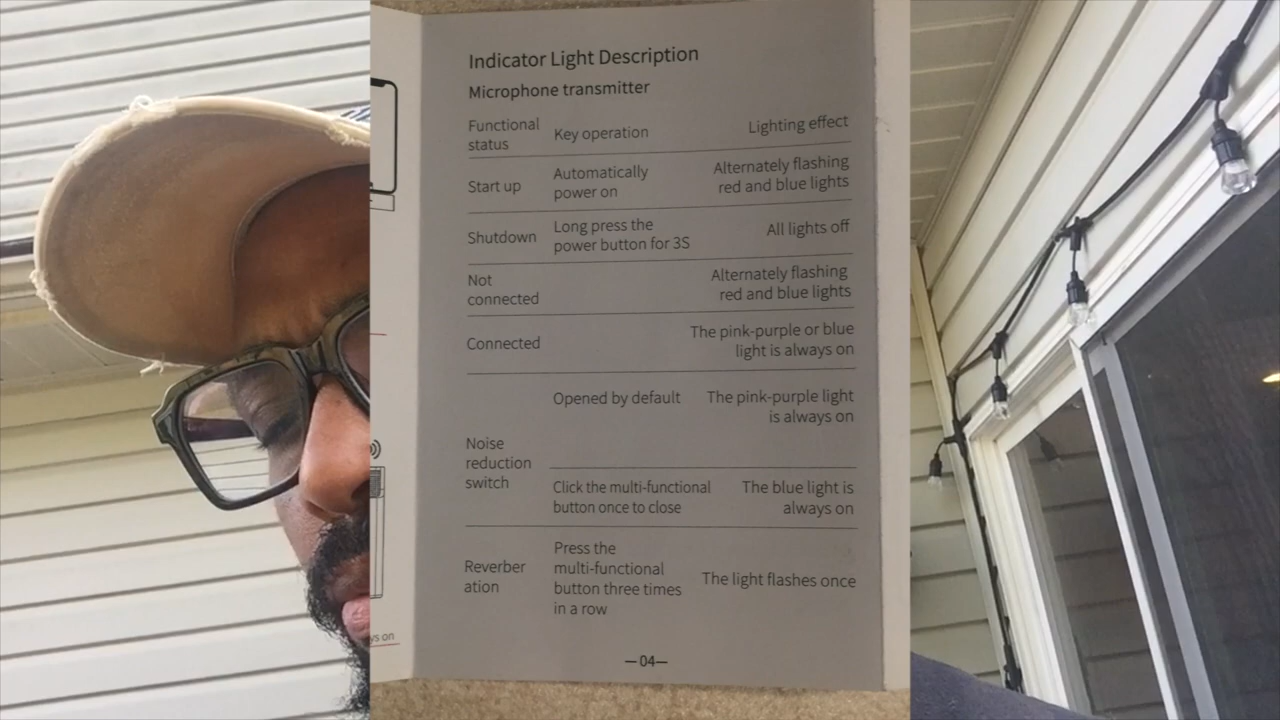 Indicator Light Description
Microphone transmitter
Functional status
Key operation
Lighting effect
Start up
Automatically
power on
Alternately flashing
red and blue lights
Shutdown
Long press the
power button for 3S
All lights off
Not
connected
Alternately flashing
red and blue lights
Connected
The pink-purple or blue
light is always on
Noise
reduction
switch
Opened by default
The pink-purple light
is always on
Click the multi-functional
button once to close
The blue light is
always on
Reverber
ation
Press the
multi-functional
button three times
in a row
The light flashes once
—04—
ys on